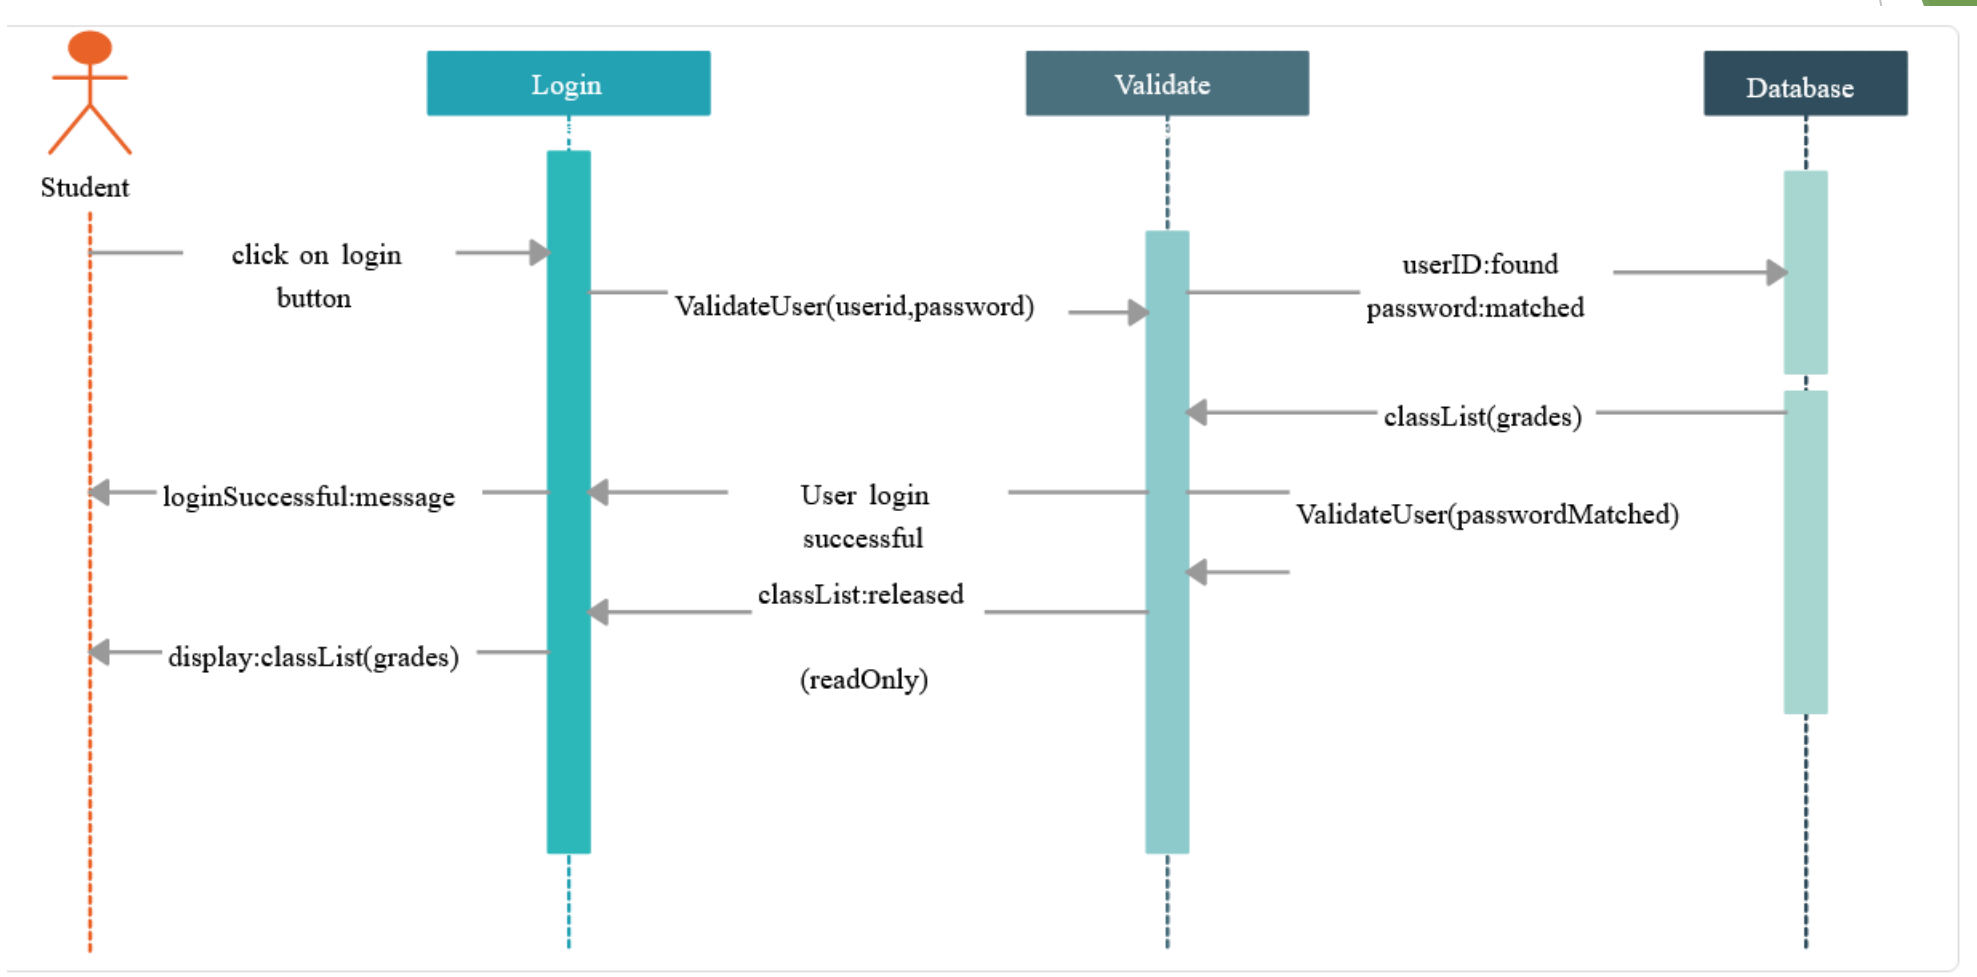 Login
Validate
Database
Student
click on login
button
ValidateUser(userid,password)
userID:found
password:matched
classList(grades)
loginSuccessful:message
User login
successful
ValidateUser(passwordMatched)
classList:released
(readOnly)
display:classList(grades)